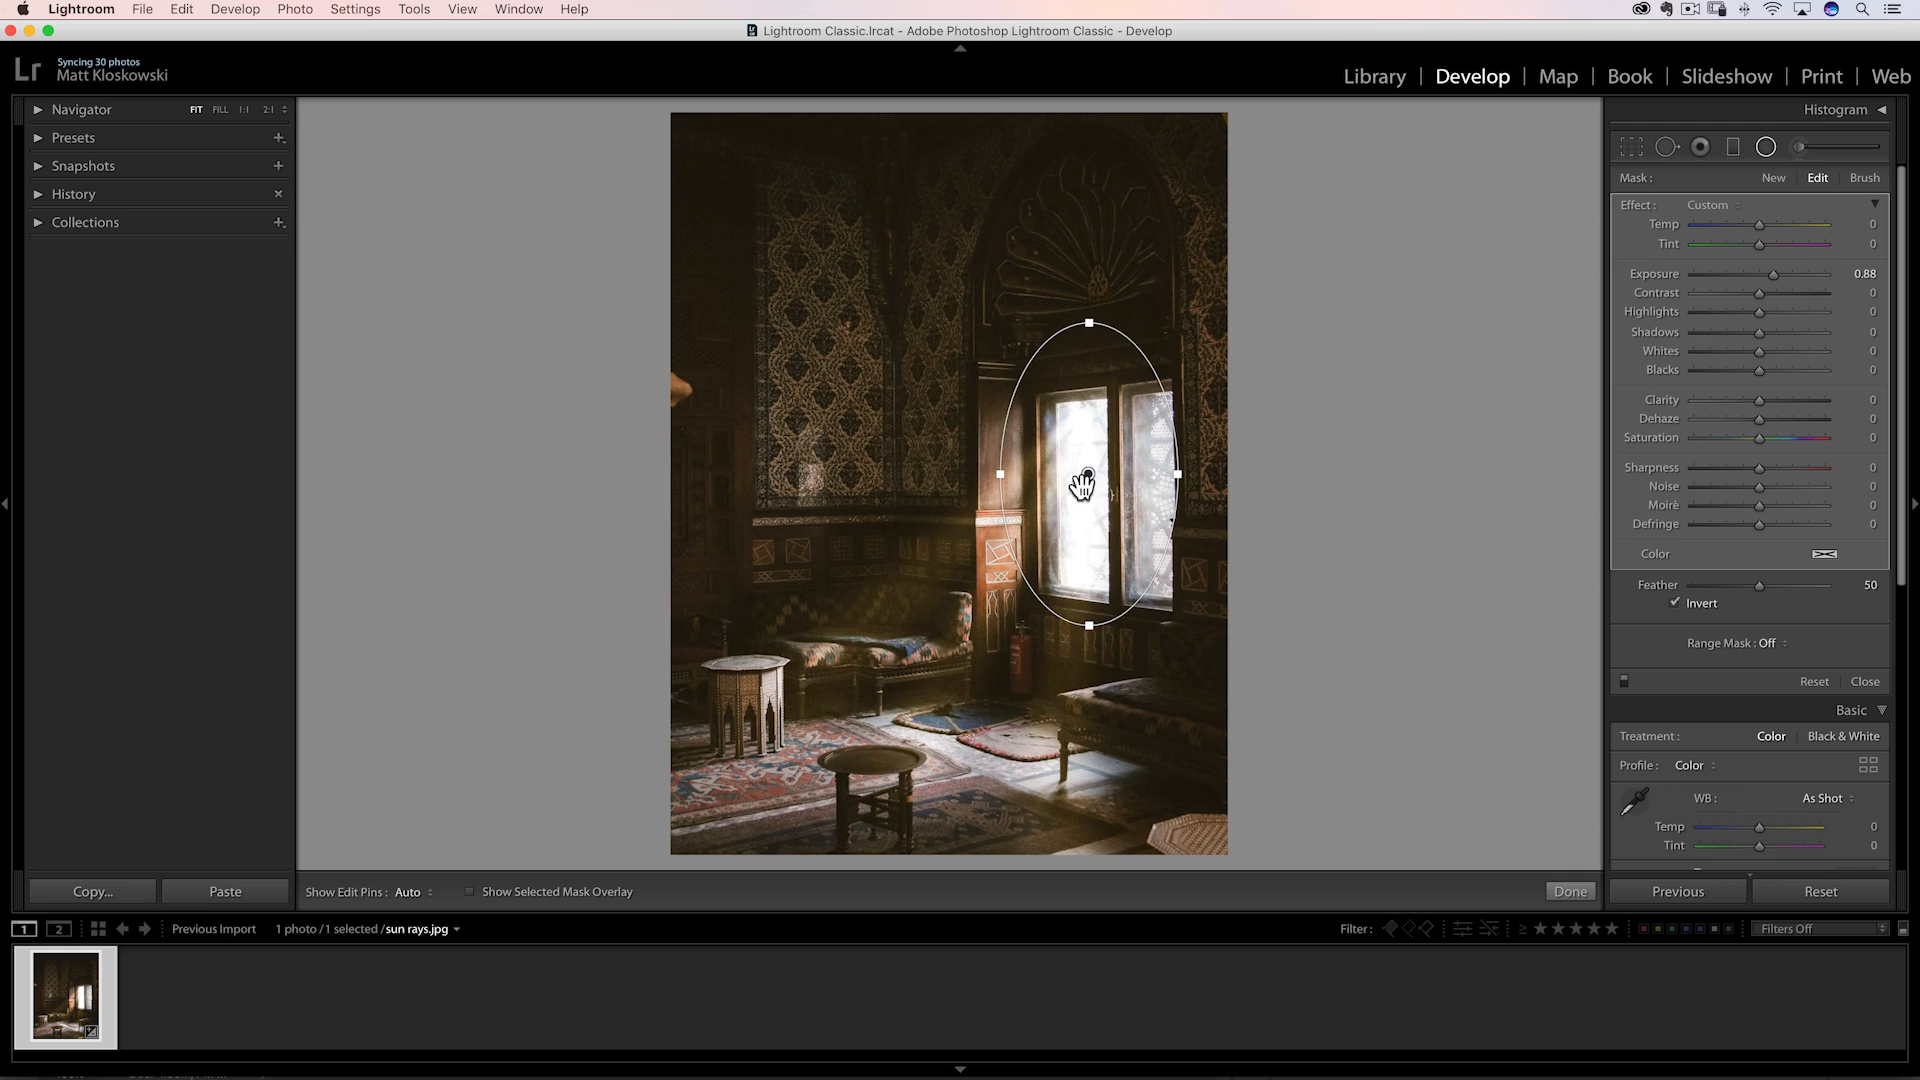 Lightroom File Edit Develop Photo Settings Tools View Window Help
Lightroom Classic.lrcat - Adobe Photoshop Lightroom Classic - Develop
Lr
Syncing 30 photos
Matt Kloskowski
Library | Develop | Map | Book | Slideshow | Print | Web
Navigator FIT FILL 1:1 2:1
Presets
Snapshots
History
Collections
Histogram
Mask : New Edit Brush
Effect : Custom
Temp 0
Tint 0
Exposure 0.88
Contrast 0
Highlights 0
Shadows 0
Whites 0
Blacks 0
Clarity 0
Dehaze 0
Saturation 0
Sharpness 0
Noise 0
Moiré 0
Defringe 0
Color
Feather 50
Invert
Range Mask : Off
Reset Close
Basic
Treatment : Color Black & White
Profile : Color
WB : As Shot
Temp 0
Tint 0
Copy... Paste
Show Edit Pins : Auto Show Selected Mask Overlay Done
Previous Reset
1 2 Previous Import 1 photo / 1 selected / sun rays.jpg Filter : ≥ ★★★★★ Filters Off